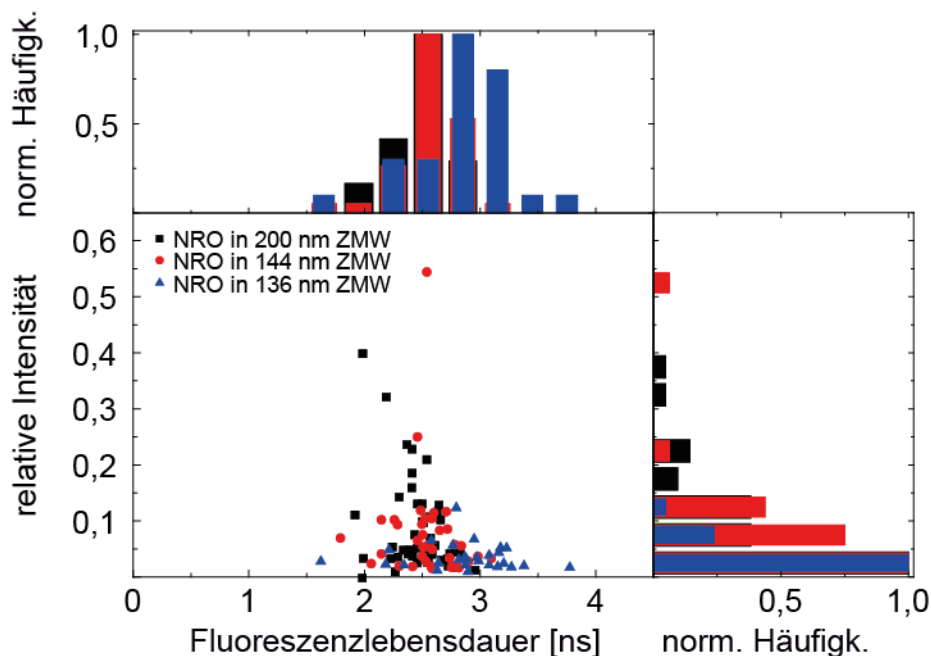 norm. Häufigk.
1,0
0,5
relative Intensität
0,6
0,5
0,4
0,3
0,2
0,1
NRO in 200 nm ZMW
NRO in 144 nm ZMW
NRO in 136 nm ZMW
0 1 2 3 4
0,5 1,0
Fluoreszenzlebensdauer [ns]
norm. Häufigk.